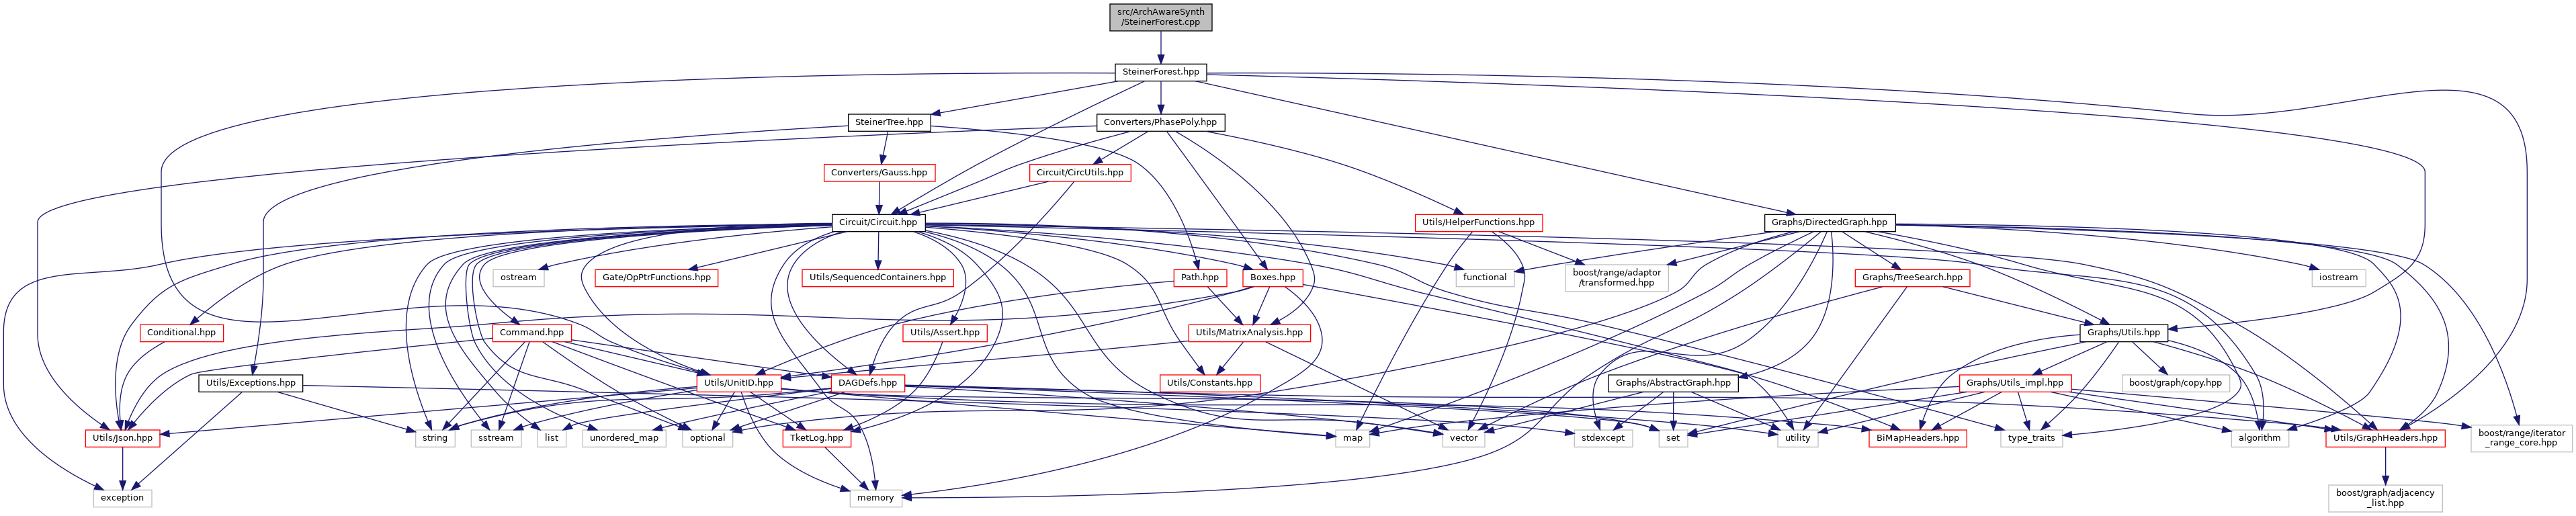 src/ArchAwareSynth
/SteinerForest.cpp
SteinerForest.hpp
SteinerTree.hpp
Converters/PhasePoly.hpp
Converters/Gauss.hpp
Circuit/CircUtils.hpp
Circuit/Circuit.hpp
Utils/HelperFunctions.hpp
Graphs/DirectedGraph.hpp
ostream
Gate/OpPtrFunctions.hpp
Utils/SequencedContainers.hpp
Path.hpp
Boxes.hpp
functional
boost/range/adaptor
/transformed.hpp
Graphs/TreeSearch.hpp
iostream
Conditional.hpp
Command.hpp
Utils/Assert.hpp
Utils/MatrixAnalysis.hpp
Graphs/Utils.hpp
Utils/Exceptions.hpp
Utils/UnitID.hpp
DAGDefs.hpp
Utils/Constants.hpp
Graphs/AbstractGraph.hpp
Graphs/Utils_impl.hpp
boost/graph/copy.hpp
Utils/Json.hpp
string
sstream
list
unordered_map
optional
TketLog.hpp
map
vector
stdexcept
set
utility
BiMapHeaders.hpp
type_traits
algorithm
Utils/GraphHeaders.hpp
boost/range/iterator
_range_core.hpp
exception
memory
boost/graph/adjacency
_list.hpp